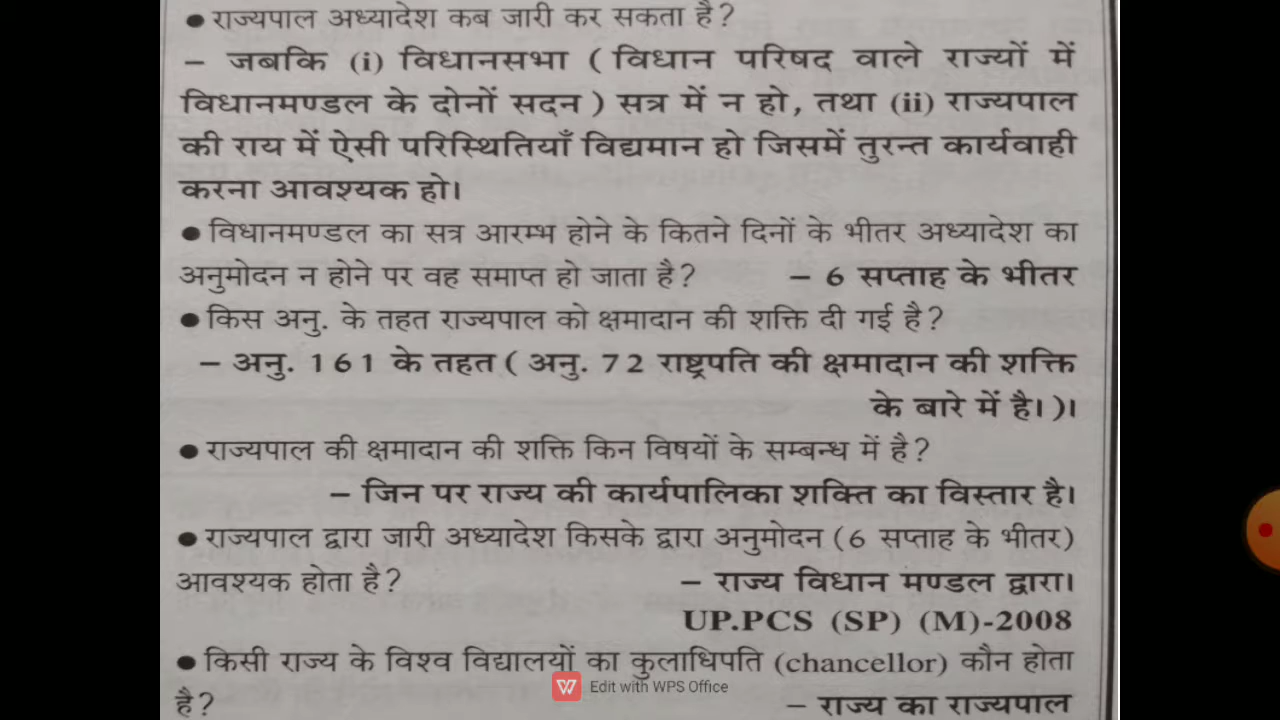 ● राज्यपाल अध्यादेश कब जारी कर सकता है?
– जबकि (i) विधानसभा ( विधान परिषद वाले राज्यों में
विधानमण्डल के दोनों सदन ) सत्र में न हो, तथा (ii) राज्यपाल
की राय में ऐसी परिस्थितियाँ विद्यमान हो जिसमें तुरन्त कार्यवाही
करना आवश्यक हो।
● विधानमण्डल का सत्र आरम्भ होने के कितने दिनों के भीतर अध्यादेश का
अनुमोदन न होने पर वह समाप्त हो जाता है? – 6 सप्ताह के भीतर
● किस अनु. के तहत राज्यपाल को क्षमादान की शक्ति दी गई है?
– अनु. 161 के तहत ( अनु. 72 राष्ट्रपति की क्षमादान की शक्ति
के बारे में है। )।
● राज्यपाल की क्षमादान की शक्ति किन विषयों के सम्बन्ध में है?
– जिन पर राज्य की कार्यपालिका शक्ति का विस्तार है।
● राज्यपाल द्वारा जारी अध्यादेश किसके द्वारा अनुमोदन (6 सप्ताह के भीतर)
आवश्यक होता है? – राज्य विधान मण्डल द्वारा।
UP.PCS (SP) (M)-2008
● किसी राज्य के विश्व विद्यालयों का कुलाधिपति (chancellor) कौन होता
है? – राज्य का राज्यपाल
Edit with WPS Office